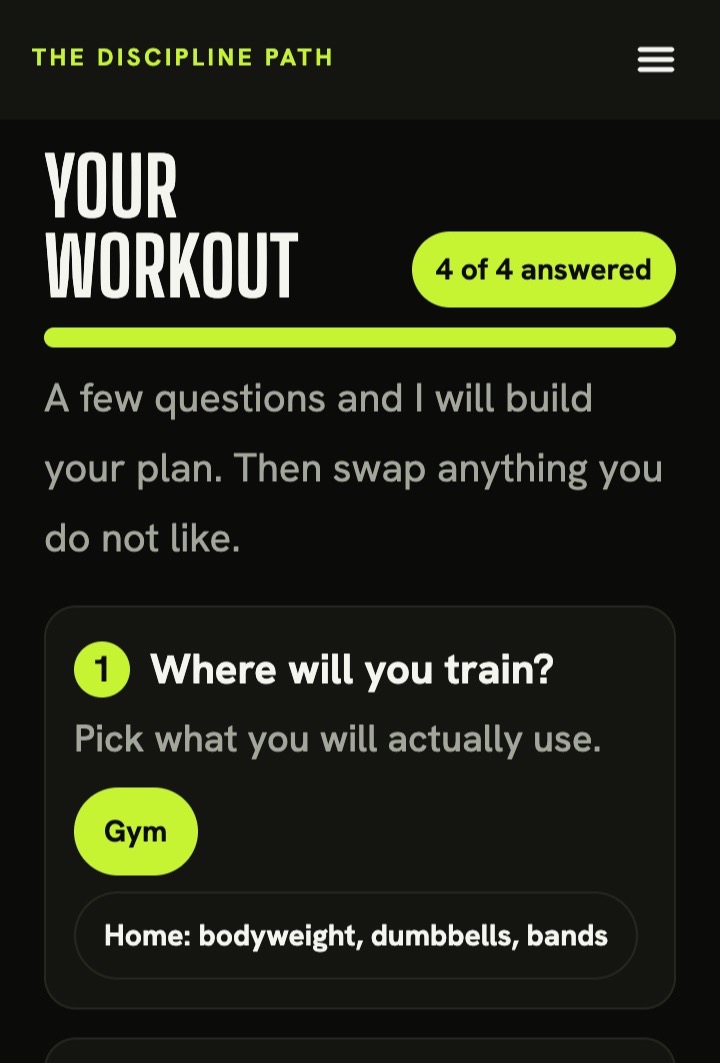 THE DISCIPLINE PATH
YOUR
WORKOUT
4 of 4 answered
A few questions and I will build
your plan. Then swap anything you
do not like.
1 Where will you train?
Pick what you will actually use.
Gym
Home: bodyweight, dumbbells, bands